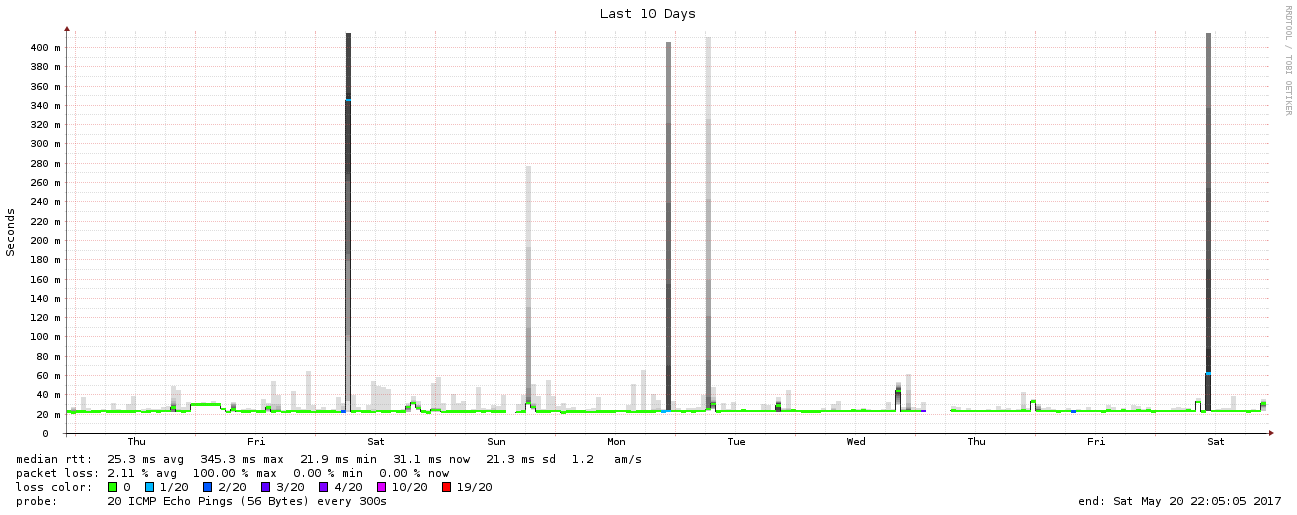 Last 10 Days
RRDTOOL / TOBI OETIKER
Seconds
400 m
380 m
360 m
340 m
320 m
300 m
280 m
260 m
240 m
220 m
200 m
180 m
160 m
140 m
120 m
100 m
80 m
60 m
40 m
20 m
0
Thu Fri Sat Sun Mon Tue Wed Thu Fri Sat
median rtt: 25.3 ms avg 345.3 ms max 21.9 ms min 31.1 ms now 21.3 ms sd 1.2 am/s
packet loss: 2.11 % avg 100.00 % max 0.00 % min 0.00 % now
loss color: 0 1/20 2/20 3/20 4/20 10/20 19/20
probe: 20 ICMP Echo Pings (56 Bytes) every 300s end: Sat May 20 22:05:05 2017